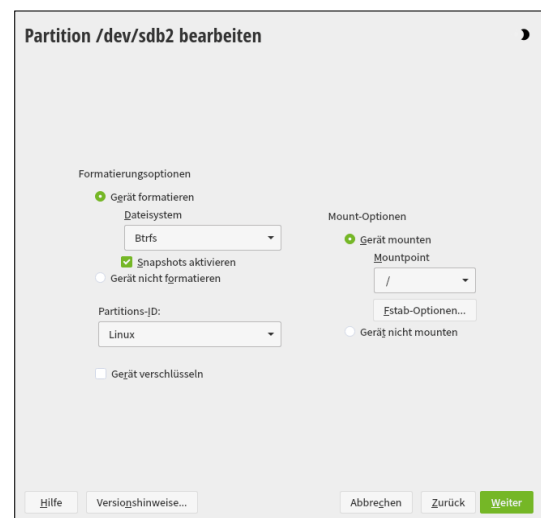 Partition /dev/sdb2 bearbeiten
Formatierungsoptionen
Gerät formatieren
Dateisystem
Btrfs
Snapshots aktivieren
Gerät nicht formatieren
Partitions-ID:
Linux
Gerät verschlüsseln
Mount-Optionen
Gerät mounten
Mountpoint
/
Fstab-Optionen...
Gerät nicht mounten
Hilfe
Versionshinweise...
Abbrechen
Zurück
Weiter